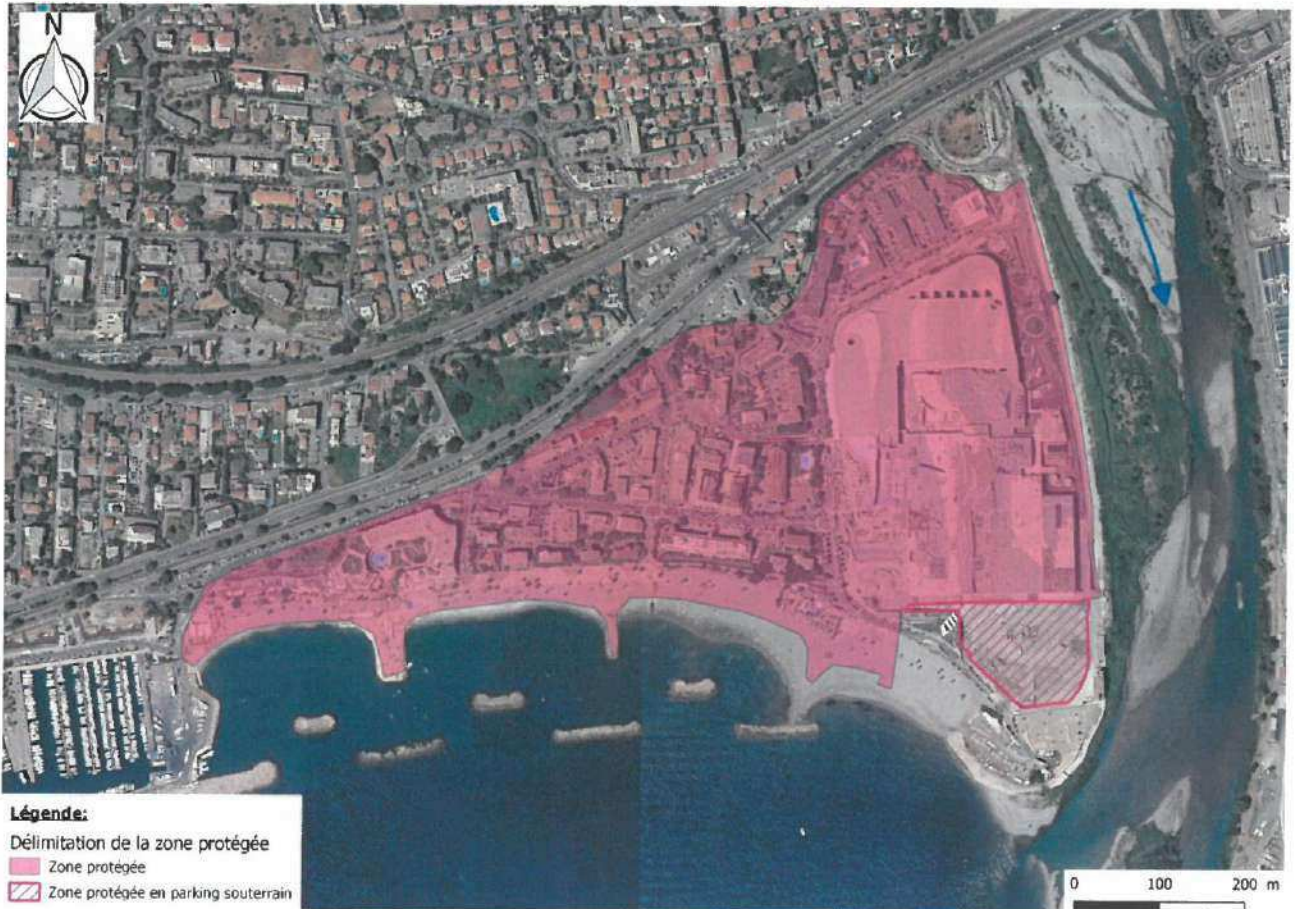 N
Légende:
Délimitation de la zone protégée
Zone protégée
Zone protégée en parking souterrain
0 100 200 m